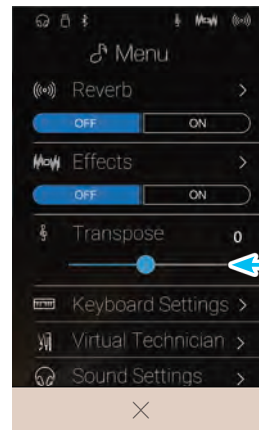 Menu
Reverb >
OFF ON
Effects >
OFF ON
Transpose 0
Keyboard Settings >
Virtual Technician >
Sound Settings >